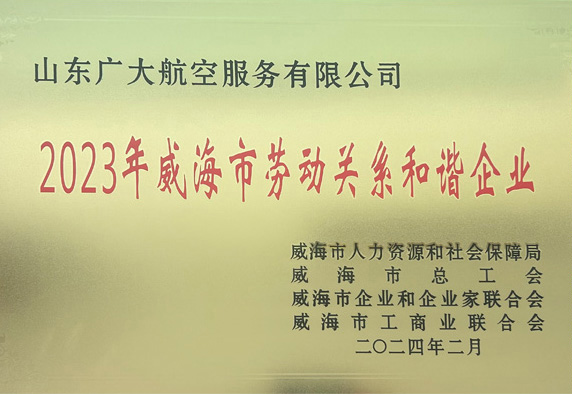 山东广大航空服务有限公司
2023年威海市劳动关系和谐企业
威海市人力资源和社会保障局
威海市总工会
威海市企业和企业家联合会
威海市工商业联合会
二〇二四年二月